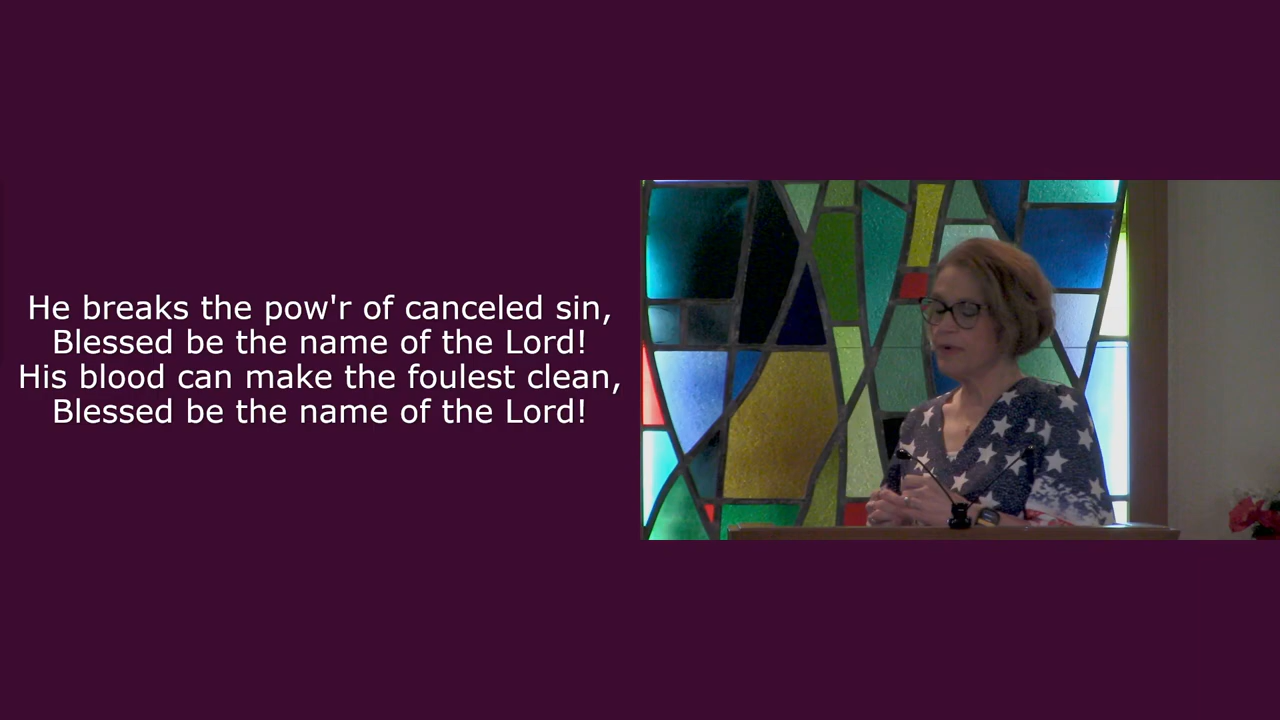 He breaks the pow'r of canceled sin,
Blessed be the name of the Lord!
His blood can make the foulest clean,
Blessed be the name of the Lord!